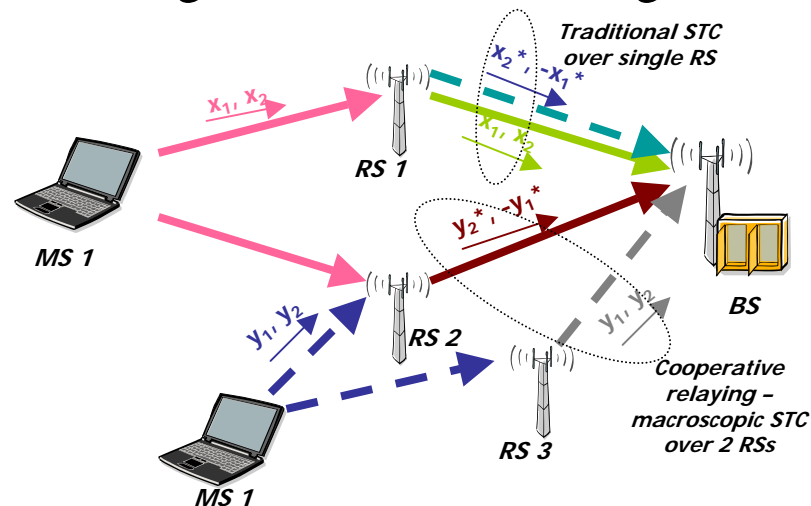 Traditional STC
over single RS
x2*, -x1*
x1, x2
x1, x2
RS 1
MS 1
y2*, -y1*
BS
y1, y2
y1, y2
RS 2
Cooperative
relaying –
macroscopic STC
over 2 RSs
RS 3
MS 1